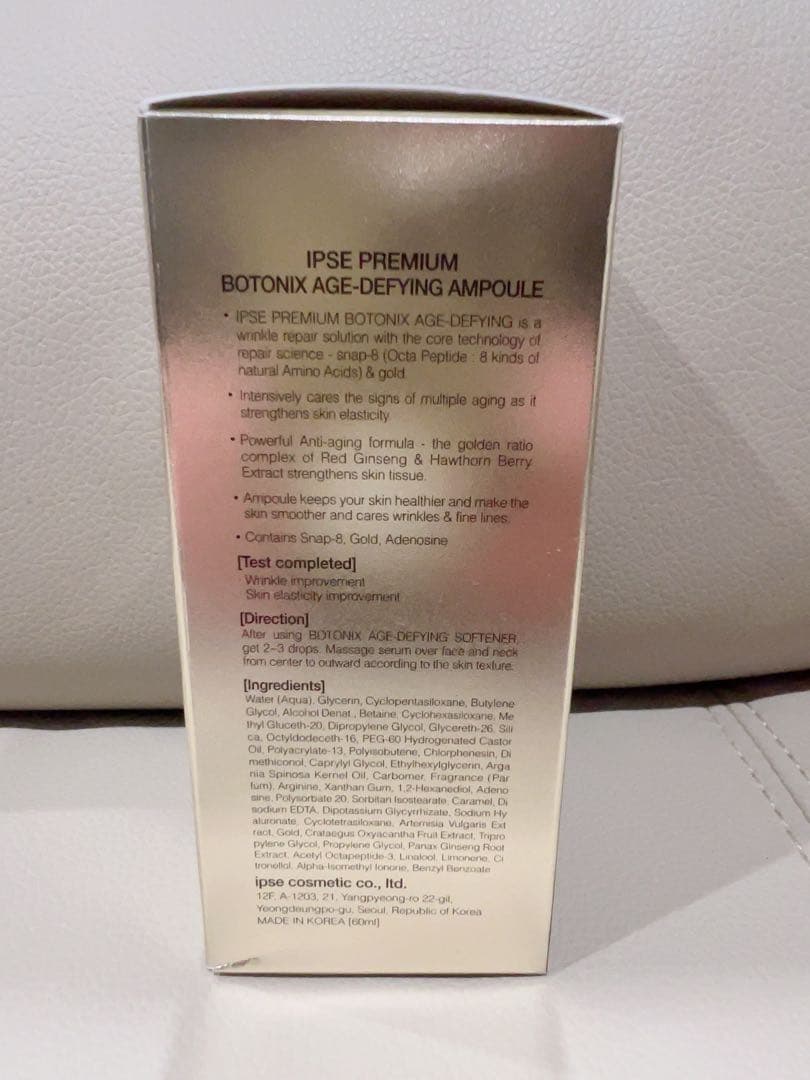 IPSE PREMIUM
BOTONIX AGE-DEFYING AMPOULE
• IPSE PREMIUM BOTONIX AGE-DEFYING is a
wrinkle repair solution with the core technology of
repair science - snap-8 (Octa Peptide : 8 kinds of
natural Amino Acids) & gold.
• Intensively cares the signs of multiple aging as it
strengthens skin elasticity.
• Powerful Anti-aging formula - the golden ratio
complex of Red Ginseng & Hawthorn Berry
Extract strengthens skin tissue.
• Ampoule keeps your skin healthier and make the
skin smoother and cares wrinkles & fine lines.
• Contains Snap-8, Gold, Adenosine
[Test completed]
· Wrinkle improvement
· Skin elasticity improvement
[Direction]
After using BOTONIX AGE-DEFYING SOFTENER,
get 2~3 drops. Massage serum over face and neck
from center to outward according to the skin texture.
[Ingredients]
Water (Aqua), Glycerin, Cyclopentasiloxane, Butylene
Glycol, Alcohol Denat., Betaine, Cyclohexasiloxane, Me
thyl Gluceth-20, Dipropylene Glycol, Glycereth-26, Sili
ca, Octyldodeceth-16, PEG-60 Hydrogenated Castor
Oil, Polyacrylate-13, Polyisobutene, Chlorphenesin, Di
methiconol, Caprylyl Glycol, Ethylhexylglycerin, Arga
nia Spinosa Kernel Oil, Carbomer, Fragrance (Par
fum), Arginine, Xanthan Gum, 1,2-Hexanediol, Adeno
sine, Polysorbate 20, Sorbitan Isostearate, Caramel, Di
sodium EDTA, Dipotassium Glycyrrhizate, Sodium Hy
aluronate, Cyclotetrasiloxane, Artemisia Vulgaris Ext
ract, Gold, Crataegus Oxyacantha Fruit Extract, Tripro
pylene Glycol, Propylene Glycol, Panax Ginseng Root
Extract, Acetyl Octapeptide-3, Linalool, Limonene, Ci
tronellol, Alpha-Isomethyl Ionone, Benzyl Benzoate
ipse cosmetic co., ltd.
12F, A-1203, 21, Yangpyeong-ro 22-gil,
Yeongdeungpo-gu, Seoul, Republic of Korea
MADE IN KOREA [60ml]